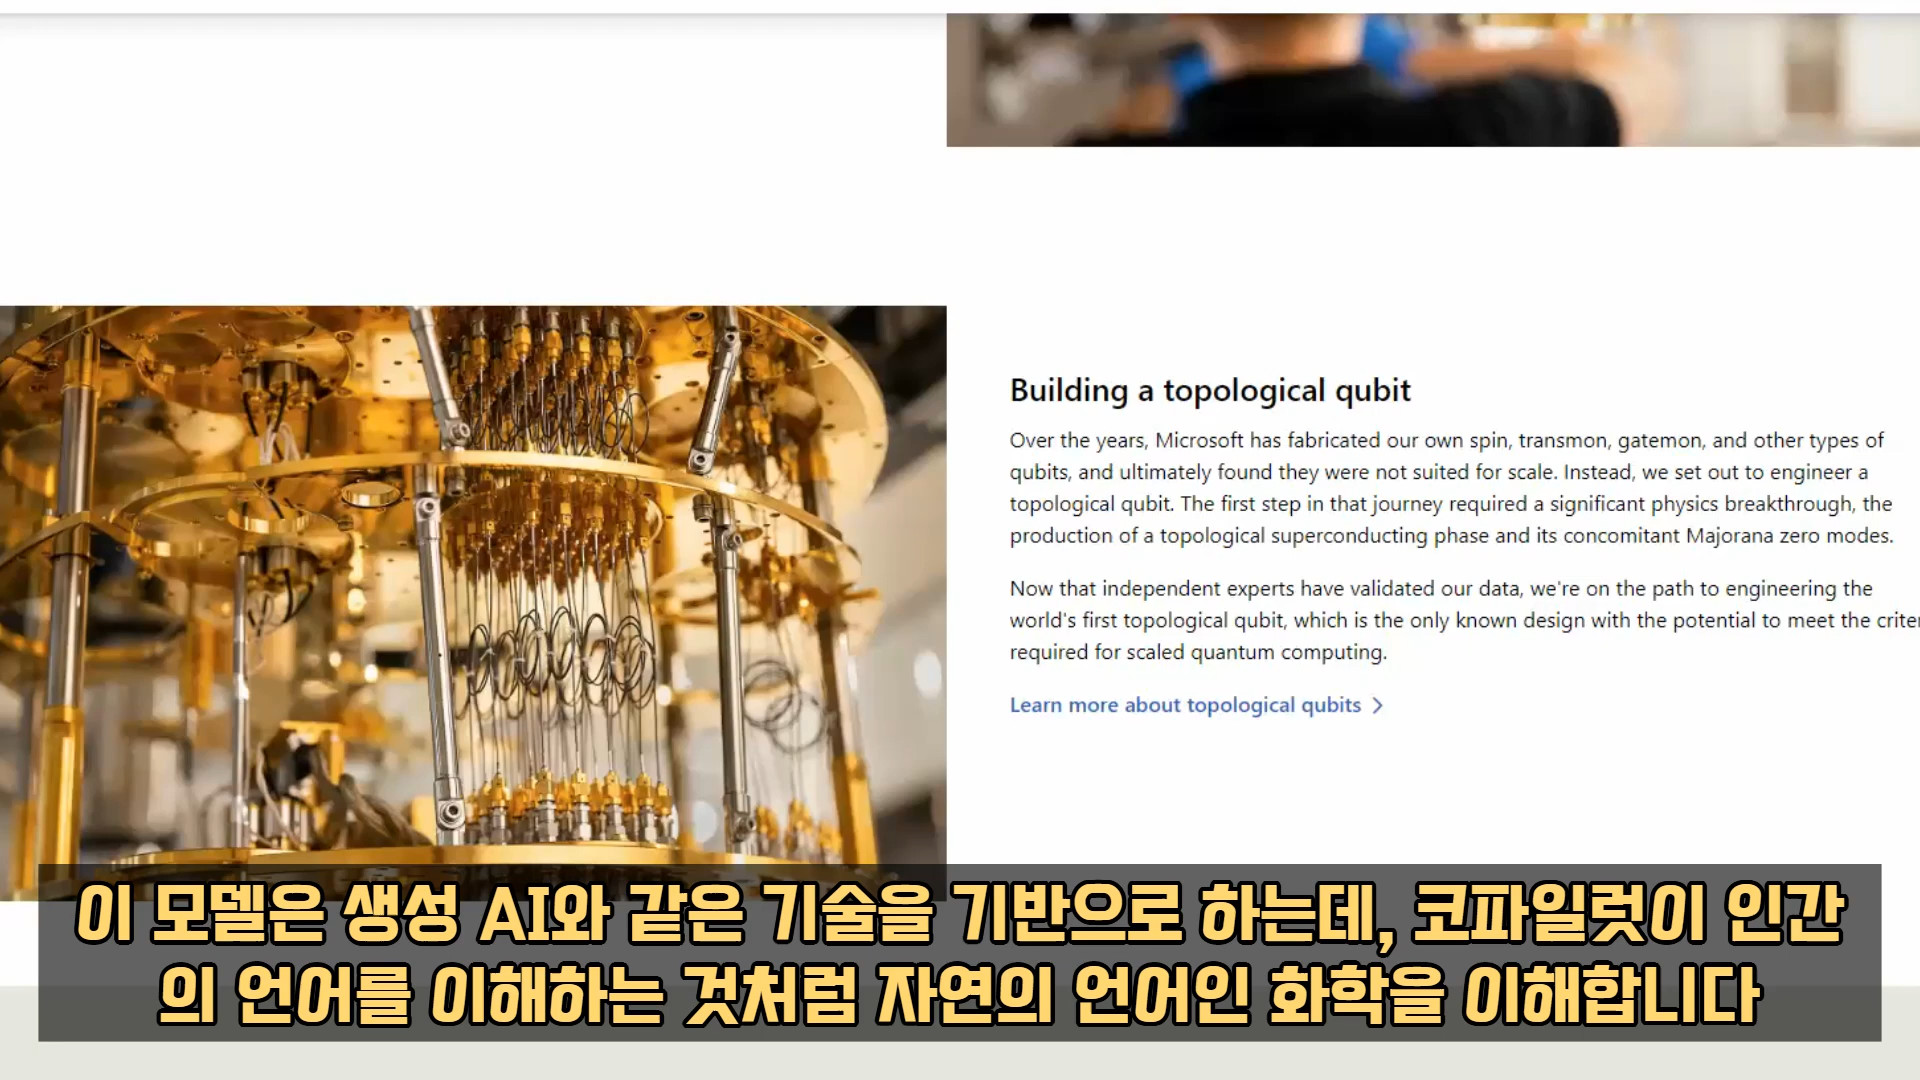 Building a topological qubit
Over the years, Microsoft has fabricated our own spin, transmon, gatemon, and other types of
qubits, and ultimately found they were not suited for scale. Instead, we set out to engineer a
topological qubit. The first step in that journey required a significant physics breakthrough, the
production of a topological superconducting phase and its concomitant Majorana zero modes.
Now that independent experts have validated our data, we're on the path to engineering the
world's first topological qubit, which is the only known design with the potential to meet the
required for scaled quantum computing.
Learn more about topological qubits
이 모델은 생성 AI와 같은 기술을 기반으로 하는데, 코파일럿이 인간
의 언어를 이해하는 것처럼 자연의 언어인 화학을 이해합니다